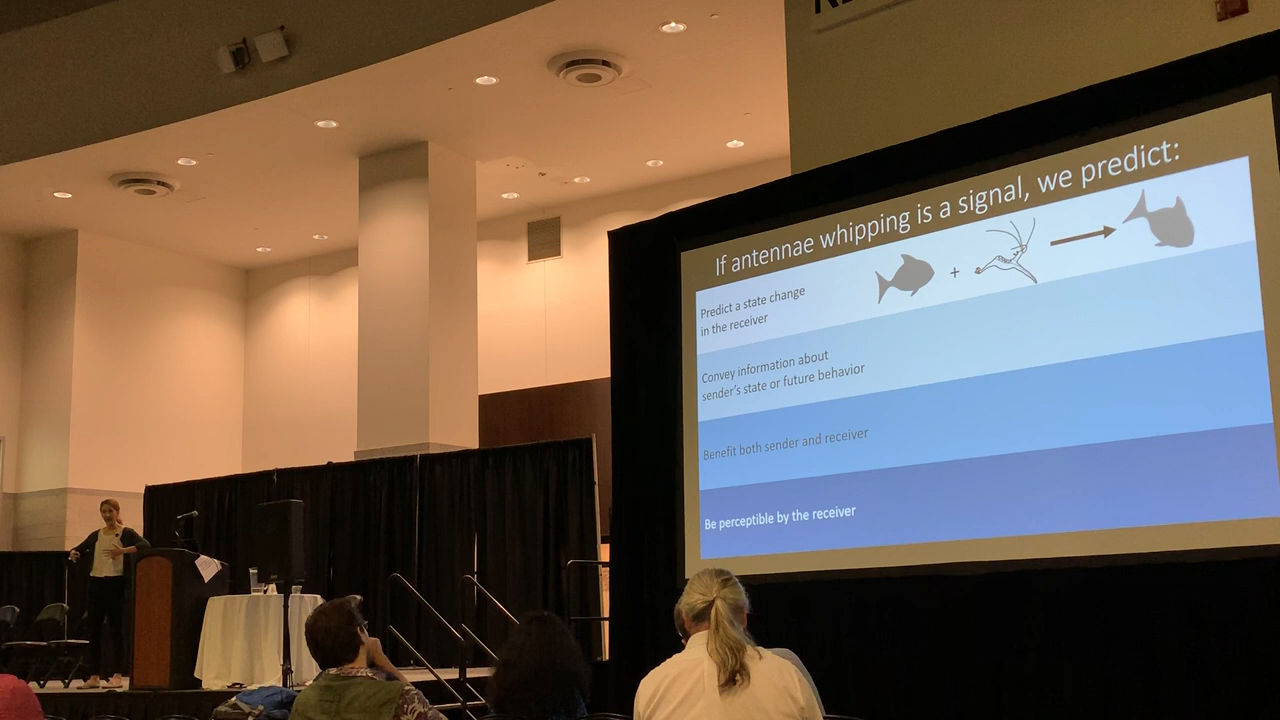 If antennae whipping is a signal, we predict:
Predict a state change
in the receiver
+
Convey information about
sender's state or future behavior
Benefit both sender and receiver
Be perceptible by the receiver